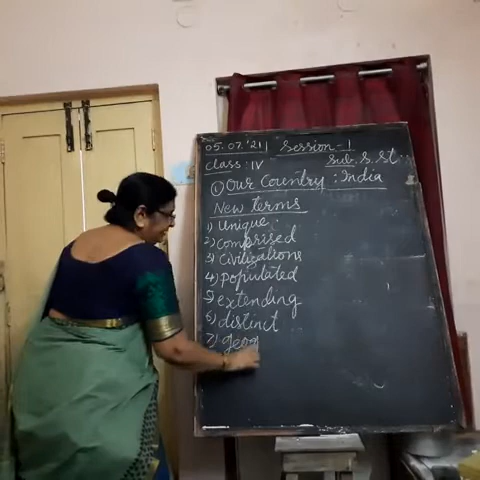 05.07.'21 Session - 1
Class: IV Sub: S.St.
① Our Country : India
New terms
1) Unique
2) Comprised
3) Civilizations
4) Populated
5) extending
6) distinct
7) geog